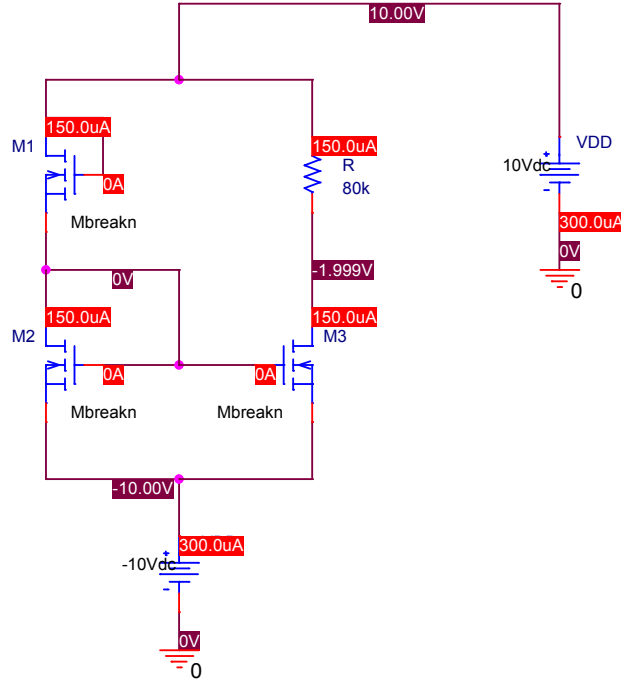 10.00V
150.0uA
M1
0A
Mbreakn
150.0uA
R
80k
VDD
10Vdc
300.0uA
0V
0
0V
-1.999V
150.0uA
M2
0A
Mbreakn
150.0uA
M3
0A
Mbreakn
-10.00V
300.0uA
-10Vdc
0V
0